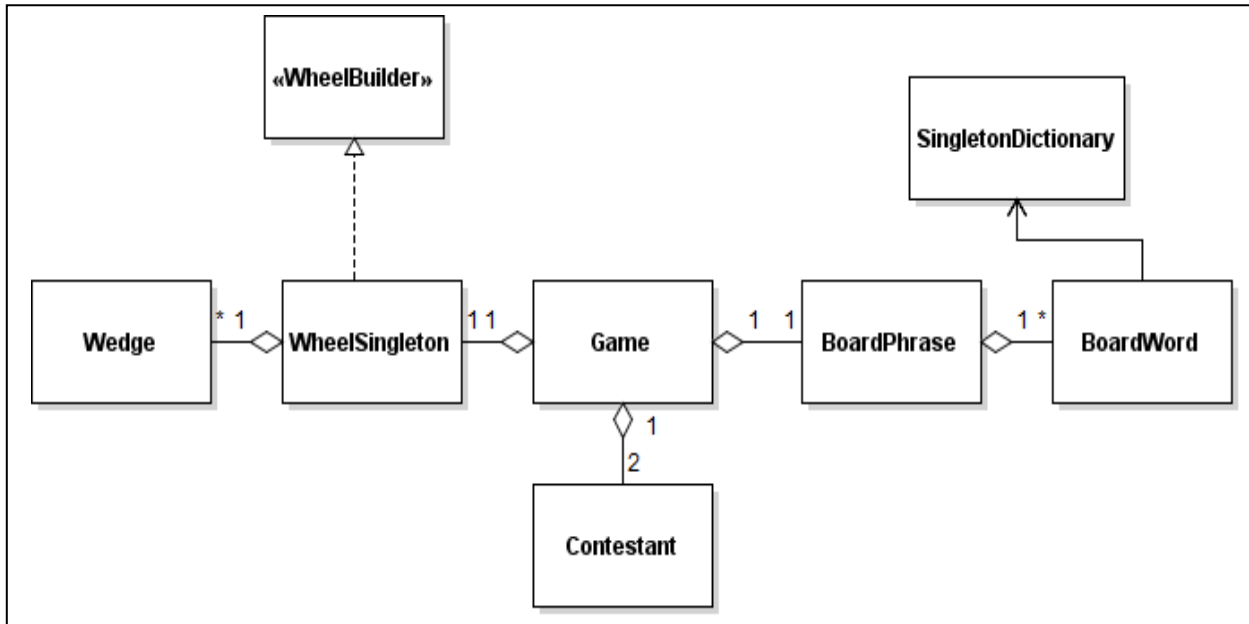 «WheelBuilder»
SingletonDictionary
Wedge
* 1
WheelSingleton
1 1
Game
1 1
BoardPhrase
1 *
BoardWord
1
2
Contestant